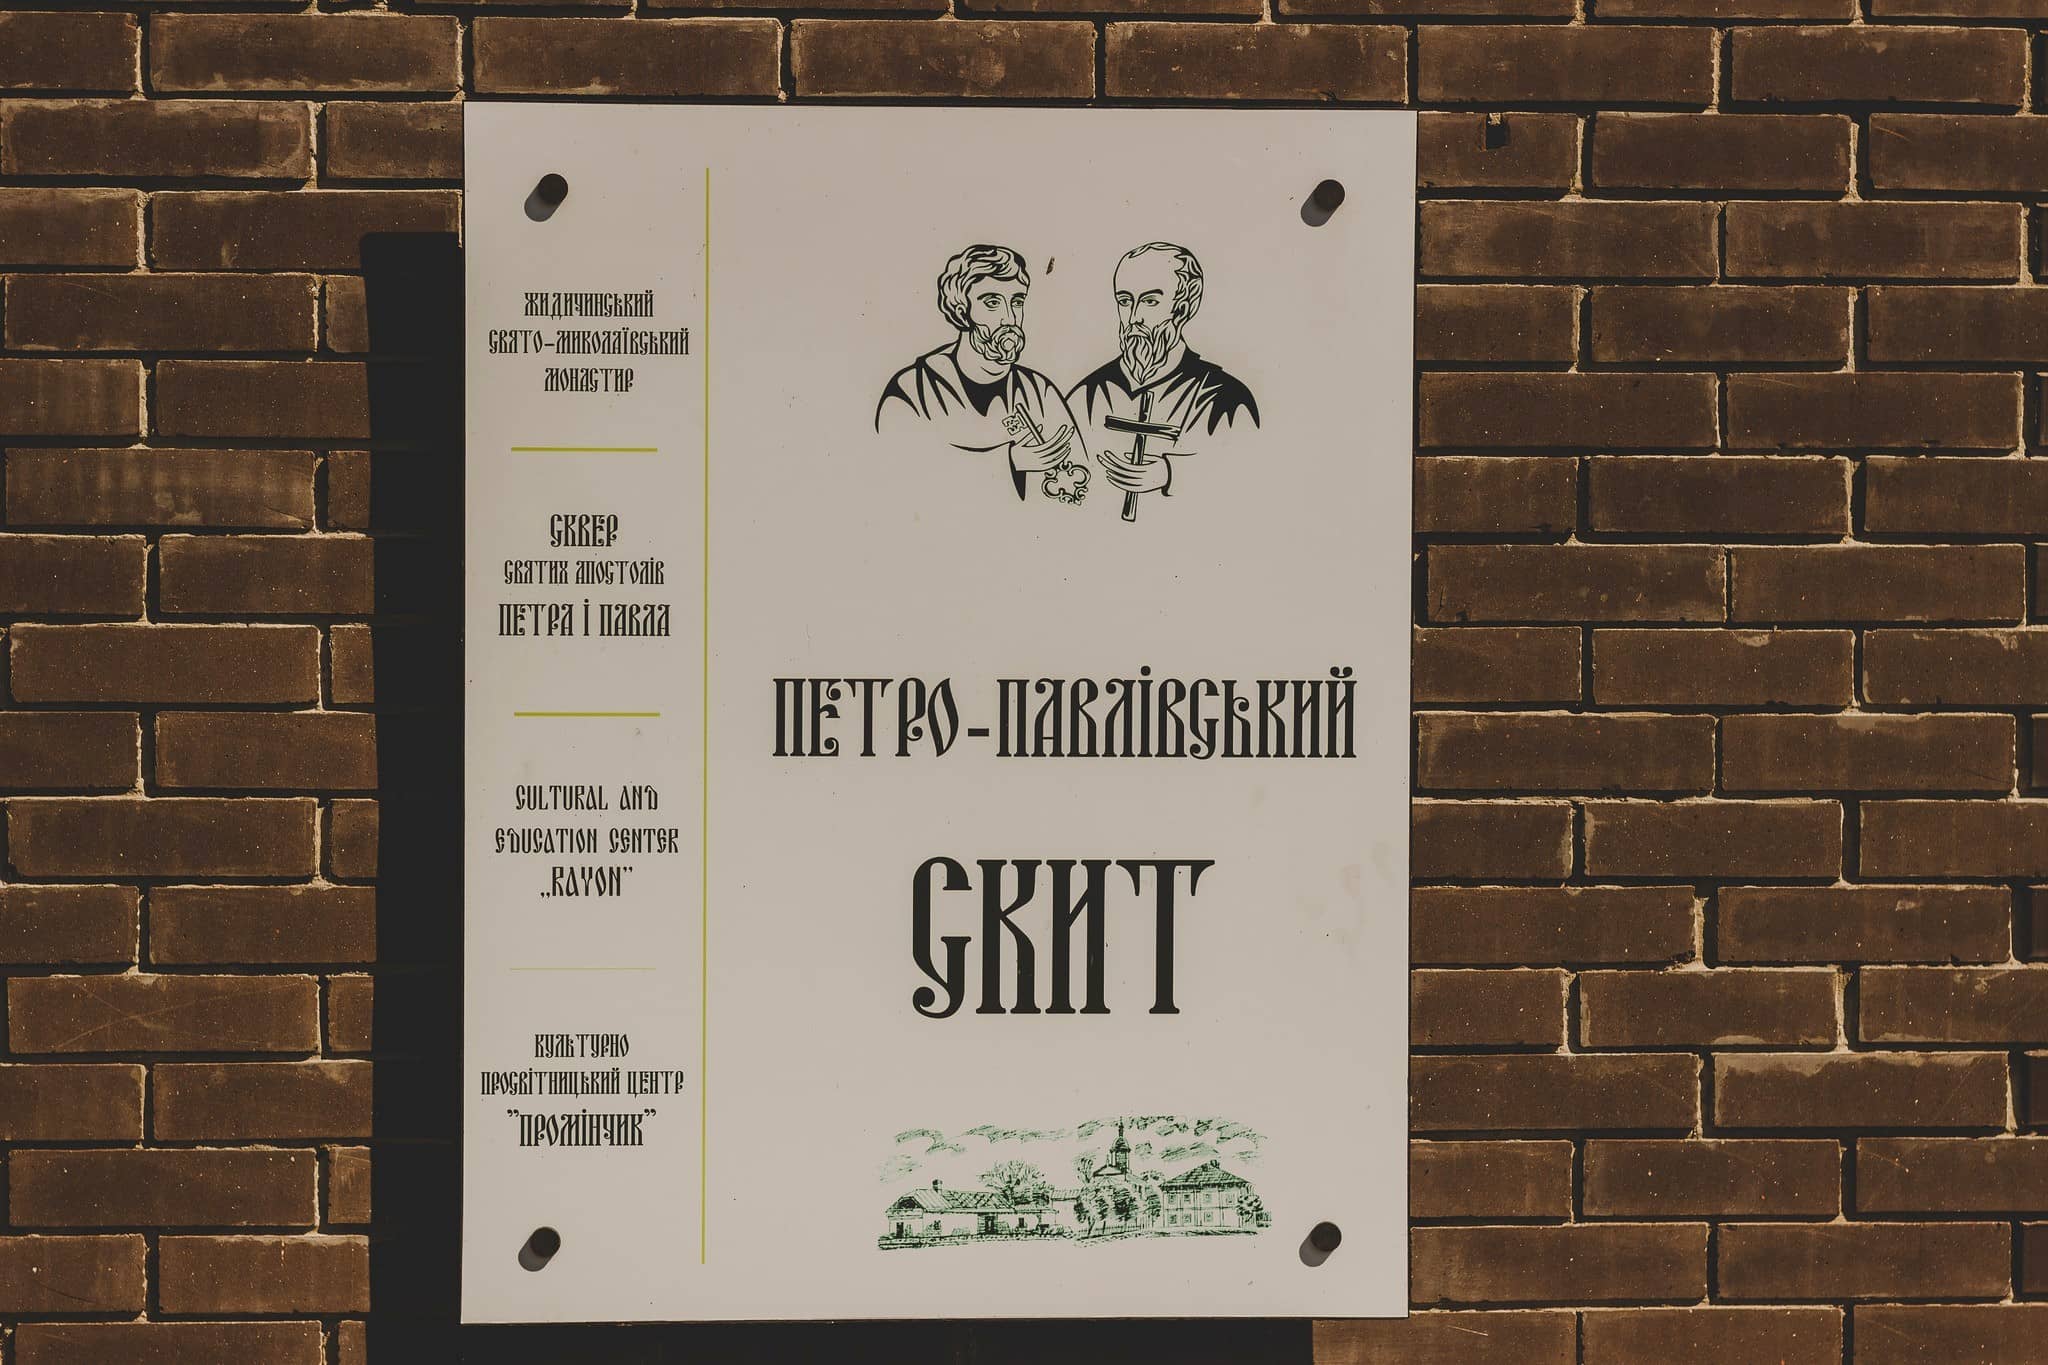 ЖИДИЧИНСЬКИЙ
СВЯТО-МИКОЛАЇВСЬКИЙ
МОНАСТИР
СКВЕР
СВЯТИХ АПОСТОЛІВ
ПЕТРА І ПАВЛА
CULTURAL AND
EDUCATION CENTER
„RAYON”
КУЛЬТУРНО
ПРОСВІТНИЦЬКИЙ ЦЕНТР
”ПРОМІНЧИК”
ПЕТРО-ПАВЛІВСЬКИЙ
СКИТ